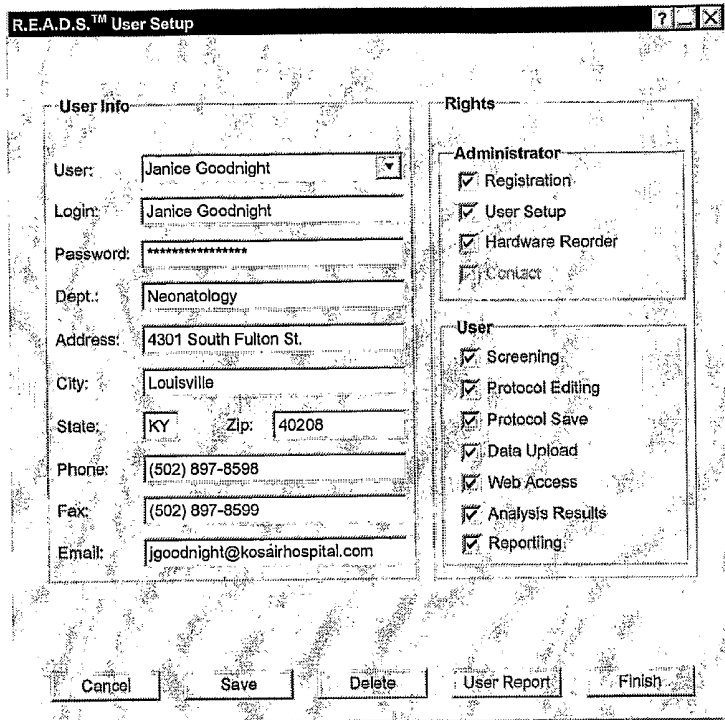 R.E.A.D.S.™ User Setup
User Info
User: Janice Goodnight
Login: Janice Goodnight
Password: ****************
Dept.: Neonatology
Address: 4301 South Fulton St.
City: Louisville
State: KY Zip: 40208
Phone: (502) 897-8598
Fax: (502) 897-8599
Email: jgoodnight@kosairhospital.com
Rights
Administrator
Registration
User Setup
Hardware Reorder
Contact
User
Screening
Protocol Editing
Protocol Save
Data Upload
Web Access
Analysis Results
Reporting
Cancel Save Delete User Report Finish